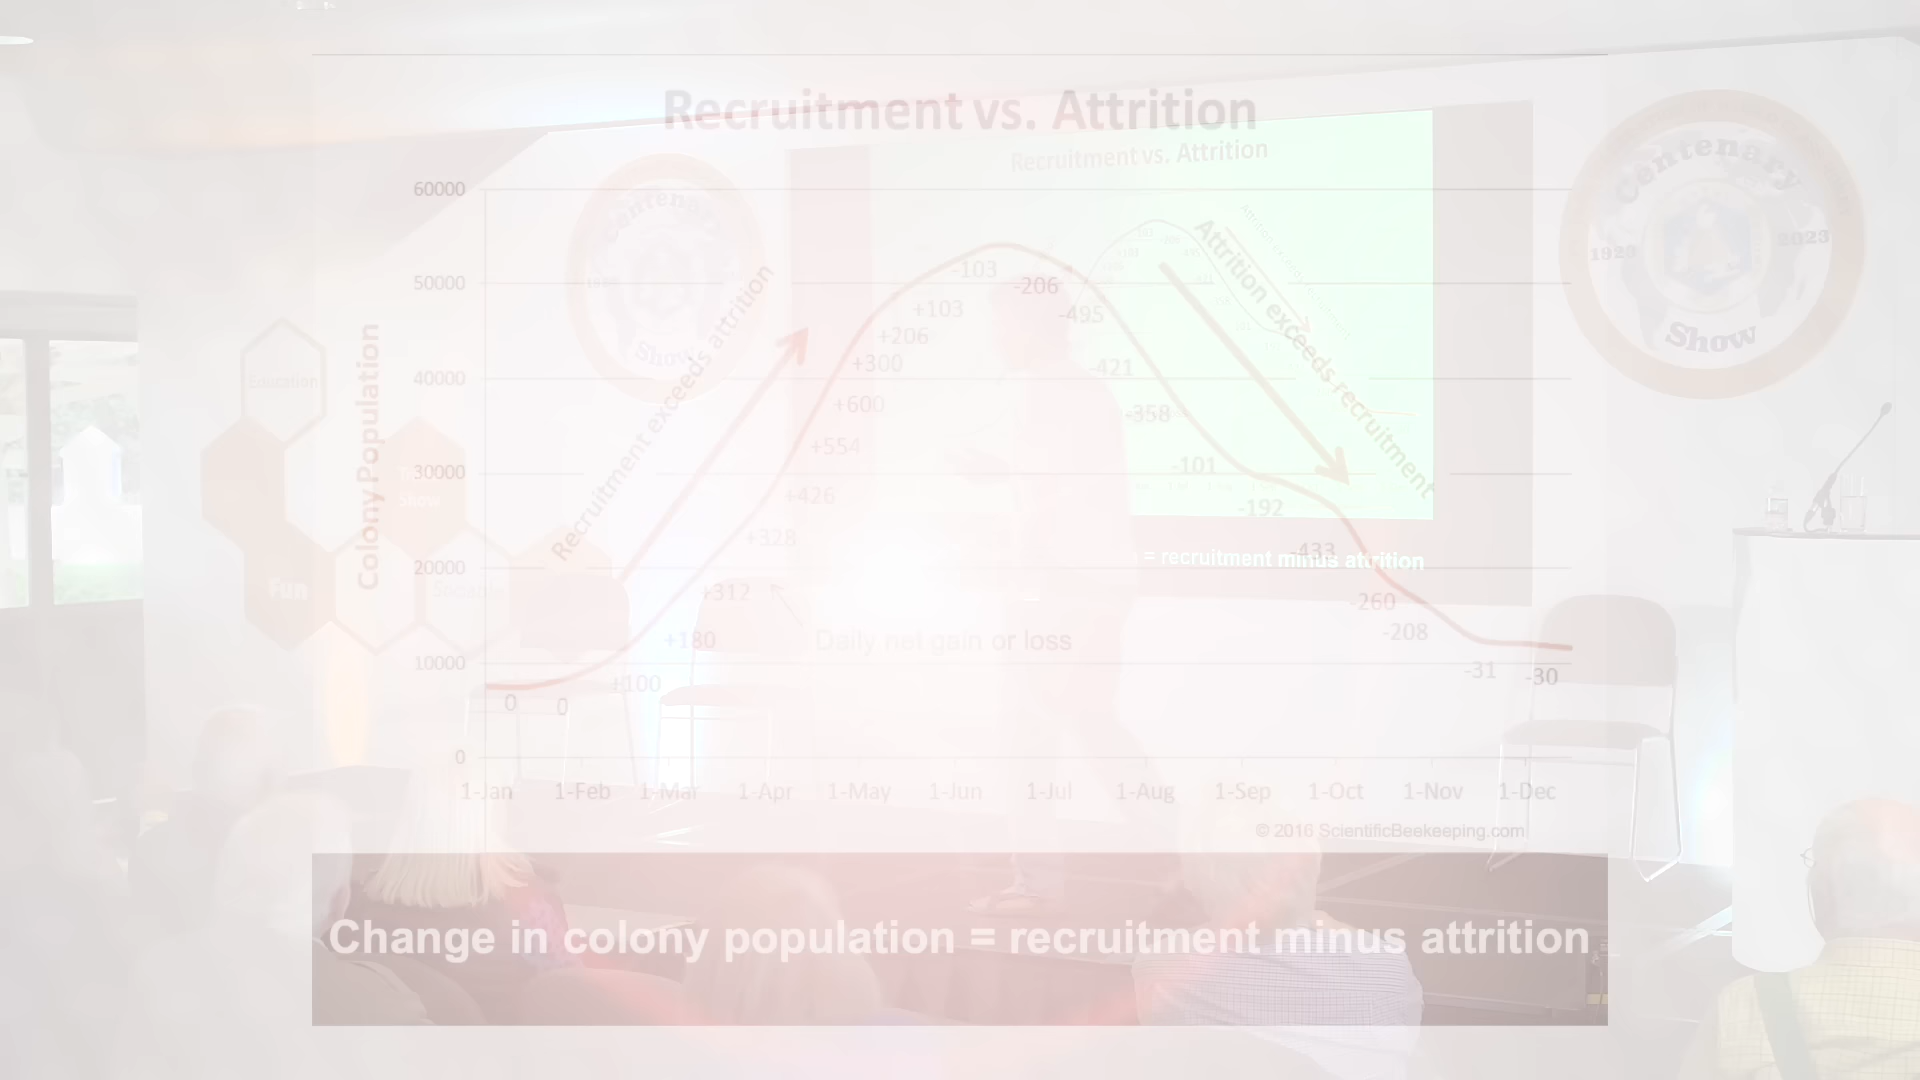 Recruitment vs. Attrition
Recruitment vs. Attrition
60000
50000
40000
30000
20000
10000
0
Colony Population
Recruitment exceeds attrition
Attrition exceeds recruitment
0
0
+100
+180
+312
+328
+426
+554
+600
+300
+206
+103
-103
-206
-495
-421
-358
-101
-192
-433
-260
-208
-31
-30
Daily net gain or loss
1-Jan 1-Feb 1-Mar 1-Apr 1-May 1-Jun 1-Jul 1-Aug 1-Sep 1-Oct 1-Nov 1-Dec
© 2016 ScientificBeekeeping.com
= recruitment minus attrition
Change in colony population = recruitment minus attrition
Centenary
Show
Centenary
1923 2023
Show
Education
Show
Fun